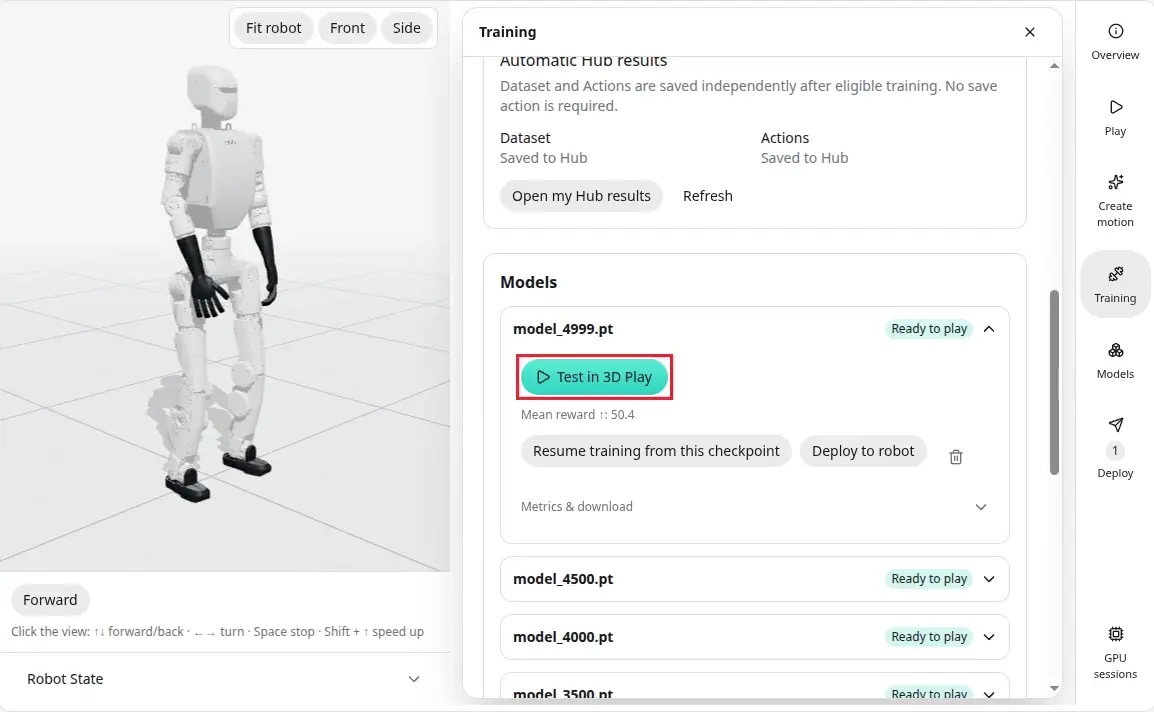 Fit robot
Front
Side
Training
Automatic Hub results
Dataset and Actions are saved independently after eligible training. No save
action is required.
Dataset
Saved to Hub
Actions
Saved to Hub
Open my Hub results
Refresh
Models
model_4999.pt
Ready to play
Test in 3D Play
Mean reward ↑: 50.4
Resume training from this checkpoint
Deploy to robot
Metrics & download
model_4500.pt
Ready to play
model_4000.pt
Ready to play
model_3500.pt
Ready to play
Forward
Click the view: ↑↓ forward/back · ←→ turn · Space stop · Shift + ↑ speed up
Robot State
Overview
Play
Create
motion
Training
Models
1
Deploy
GPU
sessions